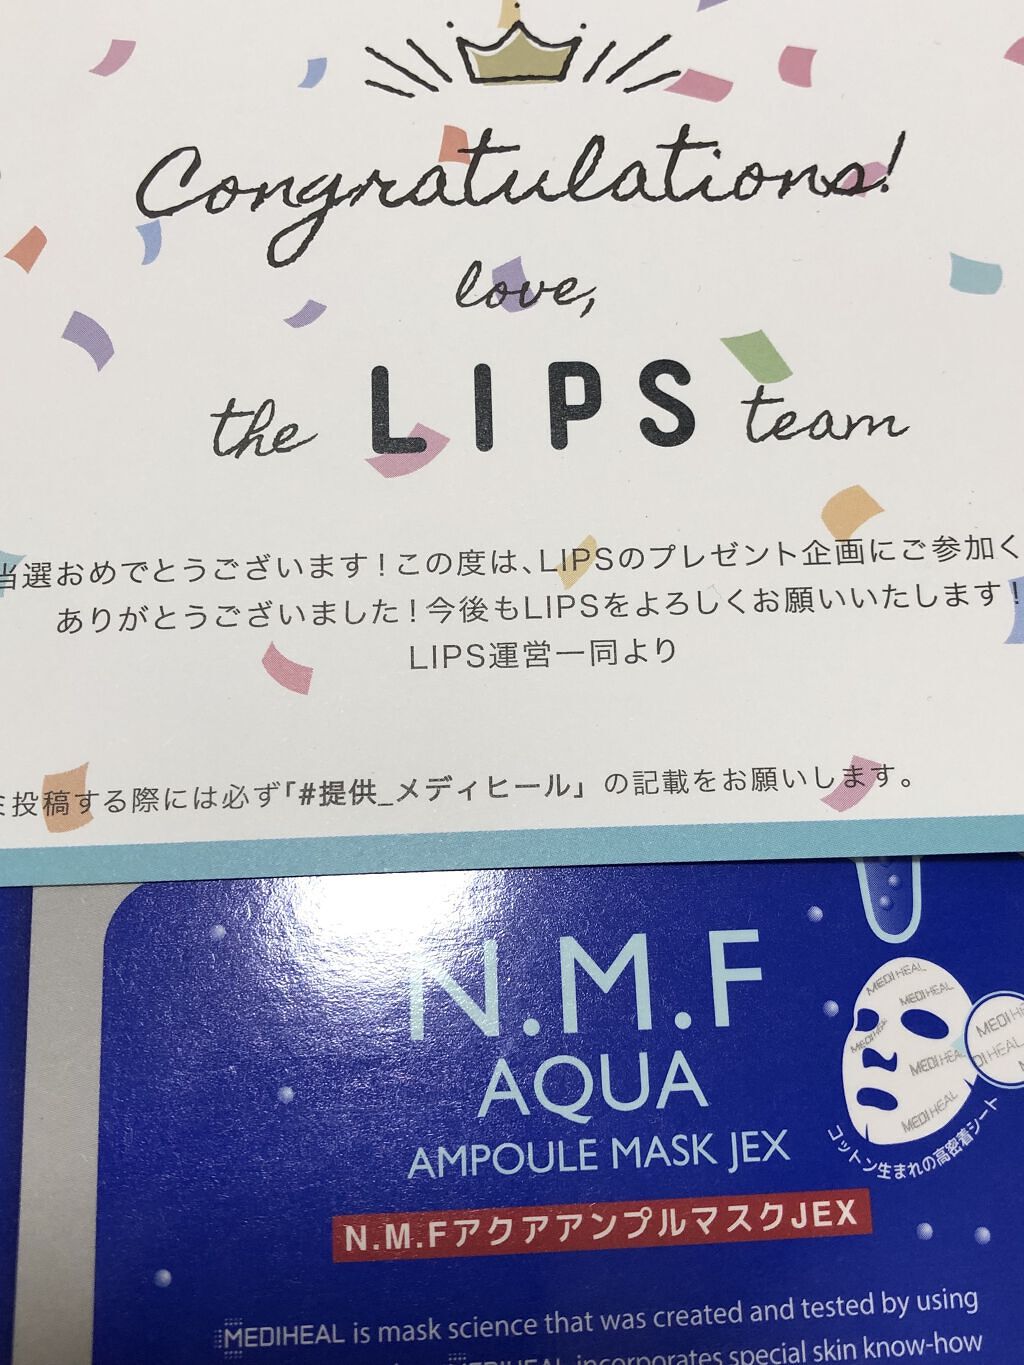 Congratulations!
love,
the LIPS team
当選おめでとうございます！この度は、LIPSのプレゼント企画にご参加く
ありがとうございました！今後もLIPSをよろしくお願いいたします！
LIPS運営一同より
投稿する際には必ず「#提供_メディヒール」の記載をお願いします。
N.M.F
AQUA
AMPOULE MASK JEX
N.M.FアクアアンプルマスクJEX
MEDIHEAL
MEDIHEAL
MEDIHEAL
MEDIHEAL
MEDIHEAL
コットン生まれの高密着シート
MEDIHEAL is mask science that was created and tested by using
MEDIHEAL incorporates special skin know-how